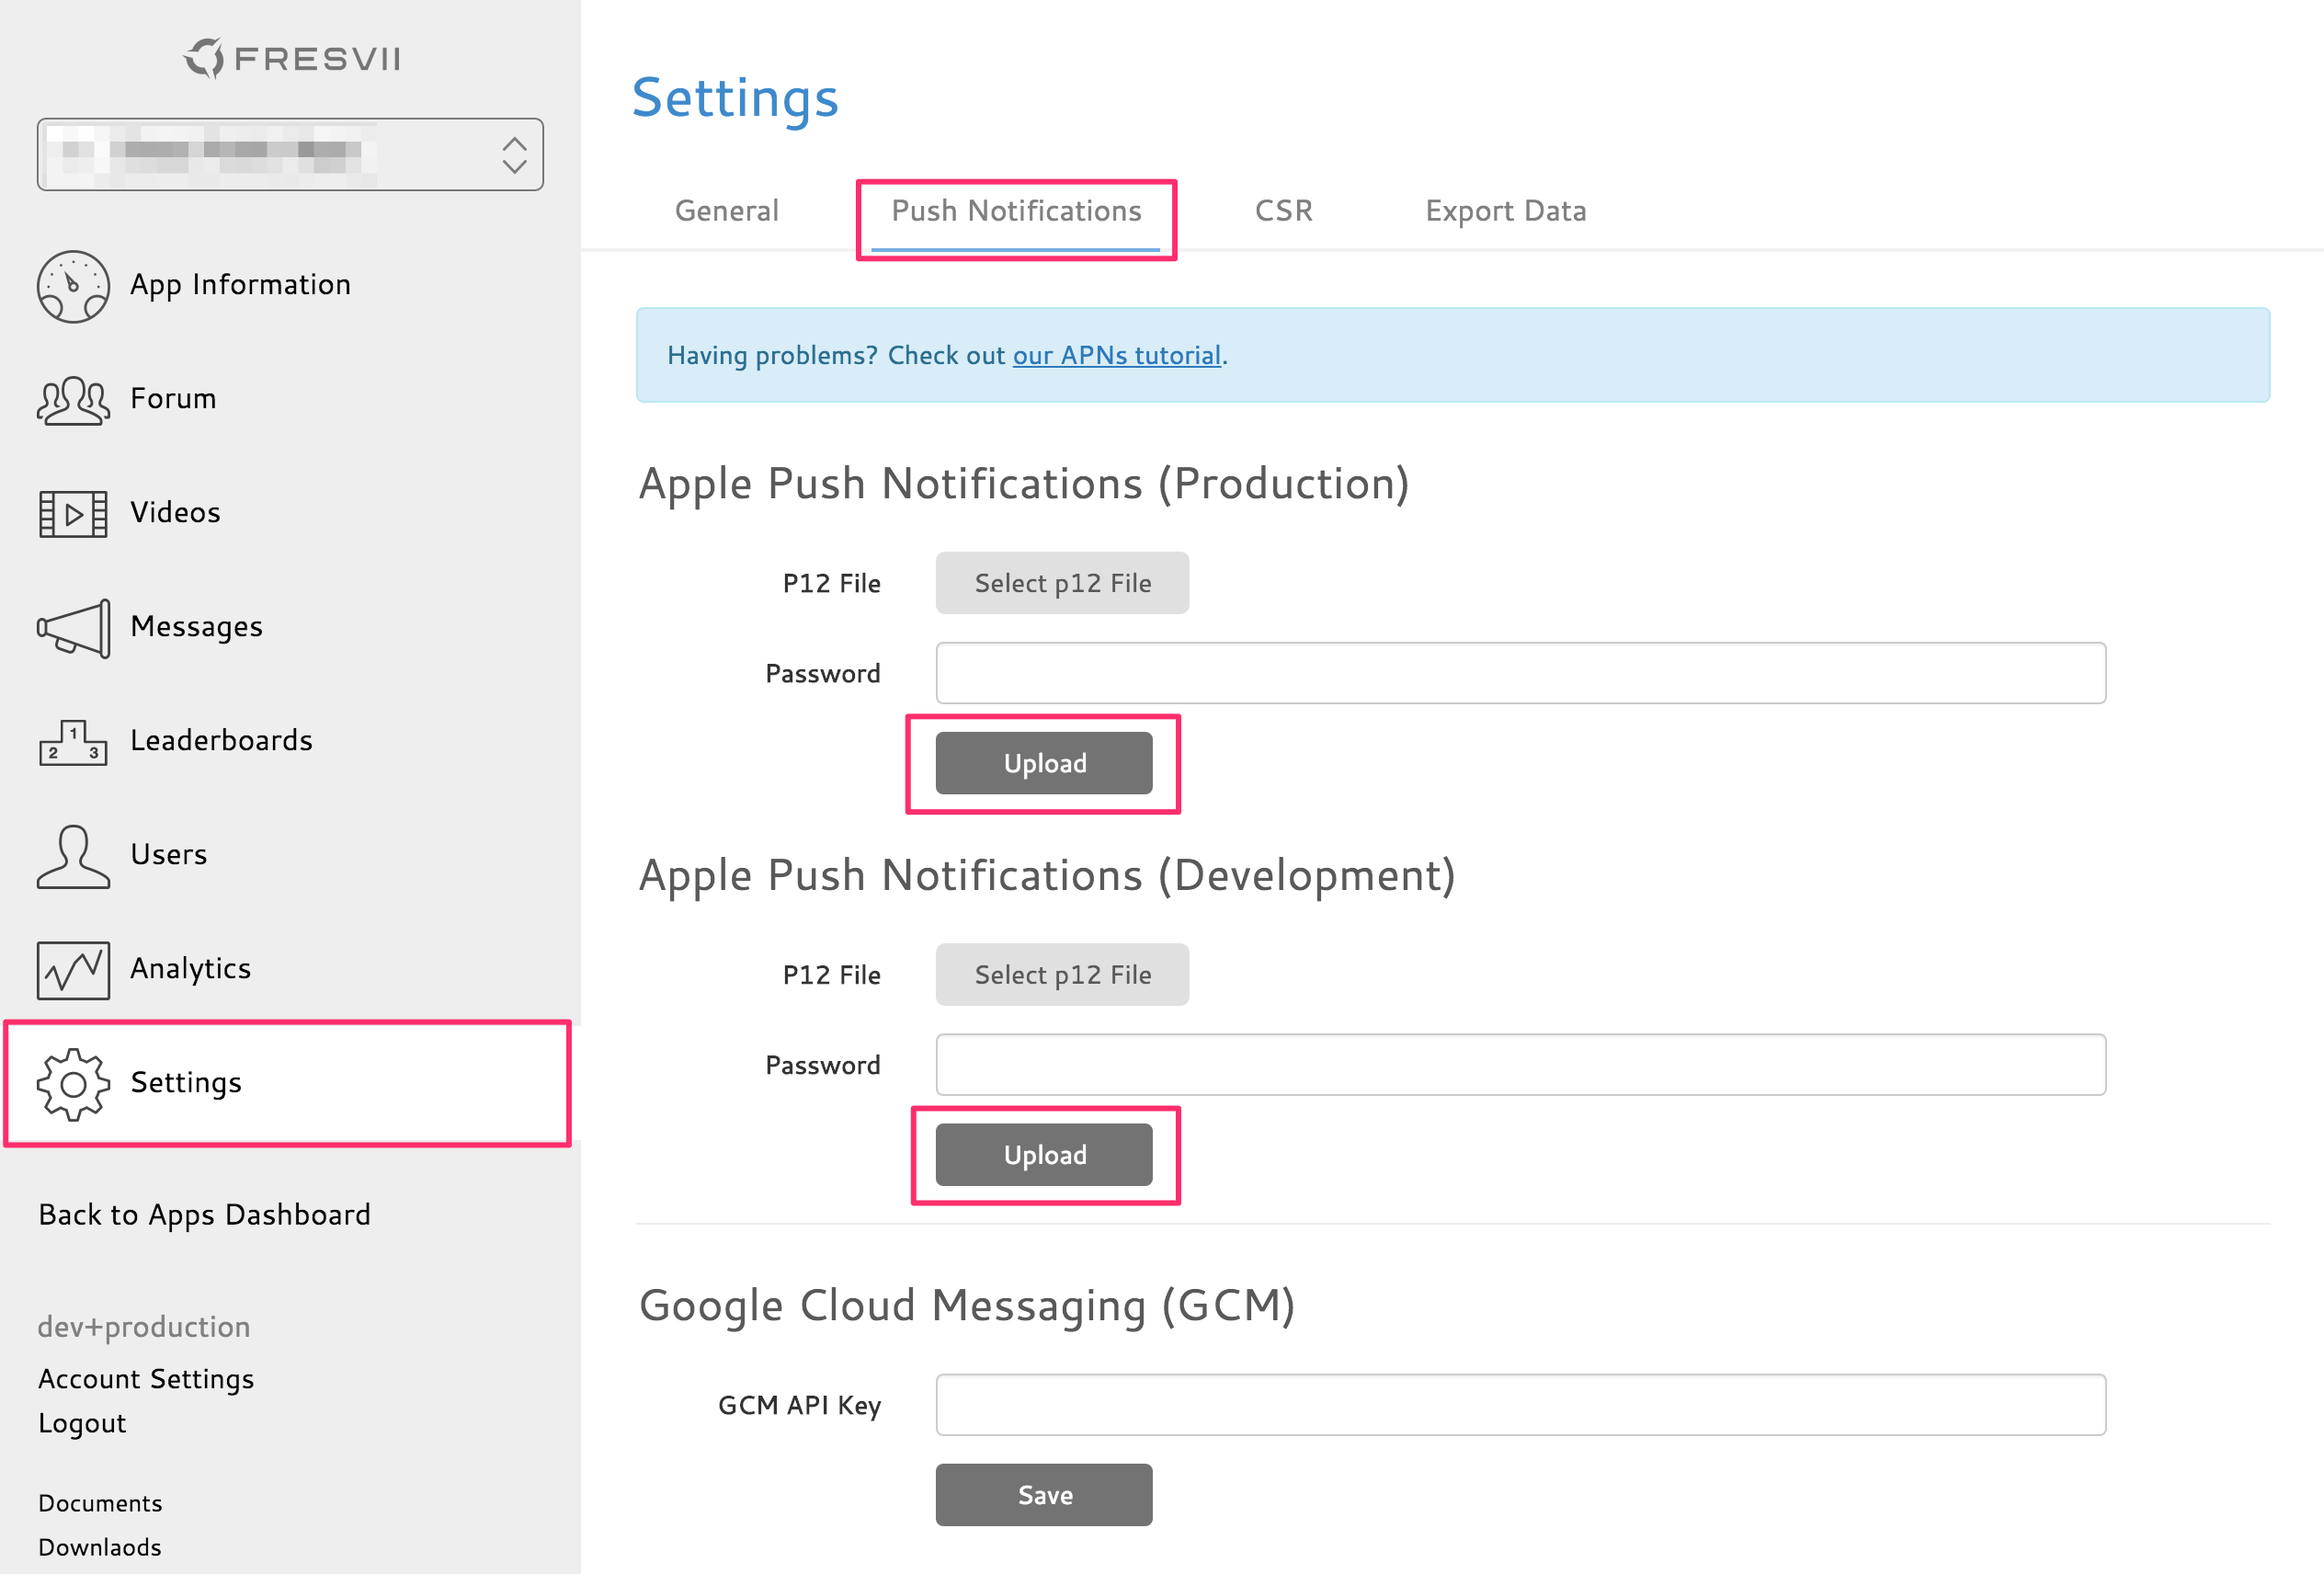 FRESVII
App Information
Forum
Videos
Messages
1
2 3
Leaderboards
Users
Analytics
Settings
Back to Apps Dashboard
dev+production
Account Settings
Logout
Documents
Downlaods
Settings
General Push Notifications CSR Export Data
Having problems? Check out our APNs tutorial.
Apple Push Notifications (Production)
P12 File Select p12 File
Password
Upload
Apple Push Notifications (Development)
P12 File Select p12 File
Password
Upload
Google Cloud Messaging (GCM)
GCM API Key
Save